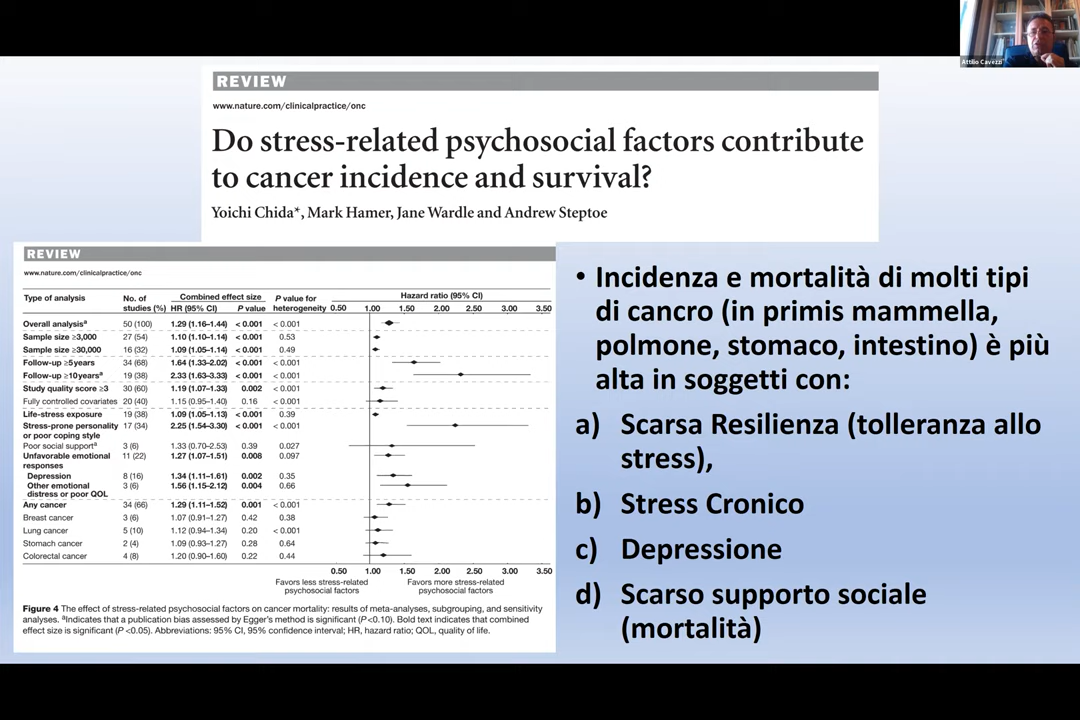 Attilio Cavezzi
REVIEW
www.nature.com/clinicalpractice/onc
Do stress-related psychosocial factors contribute
to cancer incidence and survival?
Yoichi Chida*, Mark Hamer, Jane Wardle and Andrew Steptoe
REVIEW
www.nature.com/clinicalpractice/onc
Type of analysis No. of studies (%) Combined effect size HR (95% CI) P value P value for heterogeneity Hazard ratio (95% CI)
0.50 1.00 1.50 2.00 2.50 3.00 3.50
Overall analysisᵃ 50 (100) 1.29 (1.16–1.44) < 0.001 < 0.001
Sample size ≥3,000 27 (54) 1.10 (1.10–1.14) < 0.001 0.53
Sample size ≥30,000 16 (32) 1.09 (1.05–1.14) < 0.001 0.49
Follow-up ≥5 years 34 (68) 1.64 (1.33–2.02) < 0.001 < 0.001
Follow-up ≥10 yearsᵃ 19 (38) 2.33 (1.63–3.33) < 0.001 < 0.001
Study quality score ≥3 30 (60) 1.19 (1.07–1.33) 0.002 < 0.001
Fully controlled covariates 20 (40) 1.15 (0.95–1.40) 0.16 < 0.001
Life-stress exposure 19 (38) 1.09 (1.05–1.13) < 0.001 0.39
Stress-prone personality 17 (34) 2.25 (1.54–3.30) < 0.001 < 0.001
or poor coping style
Poor social supportᵃ 3 (6) 1.33 (0.70–2.53) 0.39 0.027
Unfavorable emotional 11 (22) 1.27 (1.07–1.51) 0.008 0.097
responses
Depression 8 (16) 1.34 (1.11–1.61) 0.002 0.35
Other emotional 3 (6) 1.56 (1.15–2.12) 0.004 0.66
distress or poor QOL
Any cancer 34 (66) 1.29 (1.11–1.52) 0.001 < 0.001
Breast cancer 3 (6) 1.07 (0.91–1.27) 0.42 0.38
Lung cancer 5 (10) 1.12 (0.94–1.34) 0.20 < 0.001
Stomach cancer 2 (4) 1.09 (0.93–1.27) 0.28 0.64
Colorectal cancer 4 (8) 1.20 (0.90–1.60) 0.22 0.44
0.50 1.00 1.50 2.00 2.50 3.00 3.50
Favors less stress-related Favors more stress-related
psychosocial factors psychosocial factors
Figure 4 The effect of stress-related psychosocial factors on cancer mortality: results of meta-analyses, subgrouping, and sensitivity
analyses. ᵃIndicates that a publication bias assessed by Egger's method is significant (P <0.10). Bold text indicates that combined
effect size is significant (P <0.05). Abbreviations: 95% CI, 95% confidence interval; HR, hazard ratio; QOL, quality of life.
• Incidenza e mortalità di molti tipi
di cancro (in primis mammella,
polmone, stomaco, intestino) è più
alta in soggetti con:
a) Scarsa Resilienza (tolleranza allo
stress),
b) Stress Cronico
c) Depressione
d) Scarso supporto sociale
(mortalità)